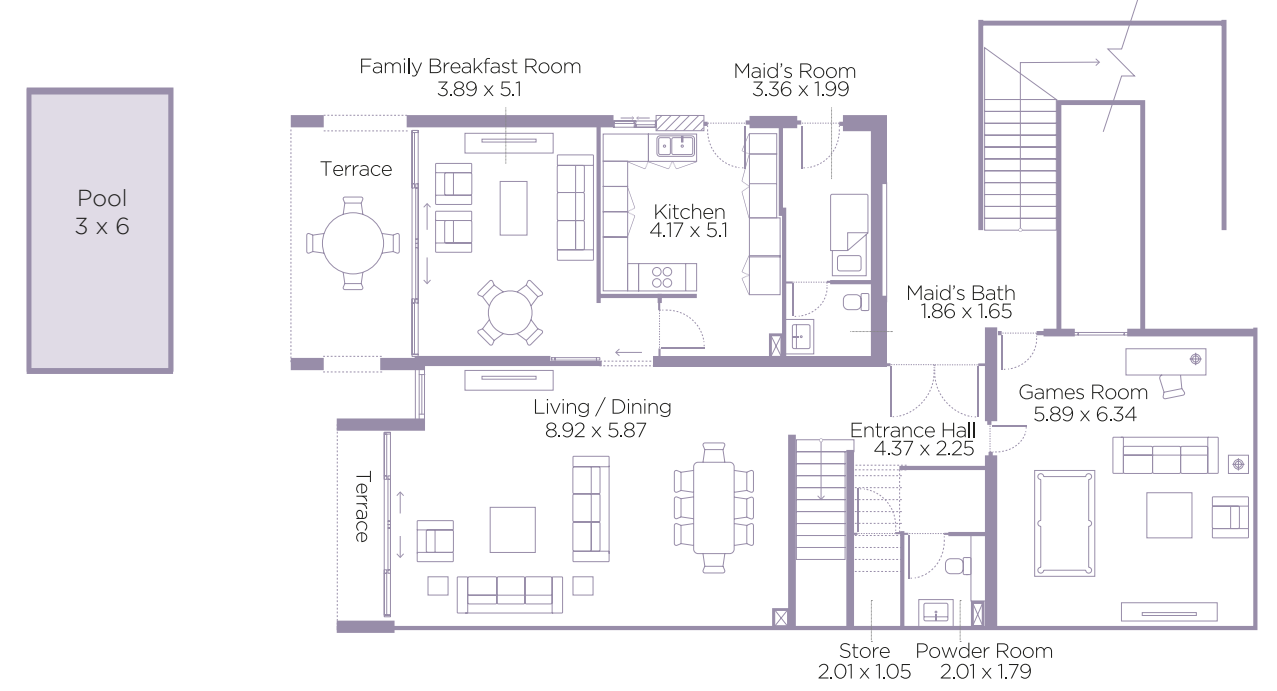 Family Breakfast Room
3.89 x 5.1
Maid's Room
3.36 x 1.99
Terrace
Pool
3 x 6
Kitchen
4.17 x 5.1
Maid's Bath
1.86 x 1.65
Living / Dining
8.92 x 5.87
Games Room
5.89 x 6.34
Entrance Hall
4.37 x 2.25
Terrace
Store
2.01 x 1.05
Powder Room
2.01 x 1.79